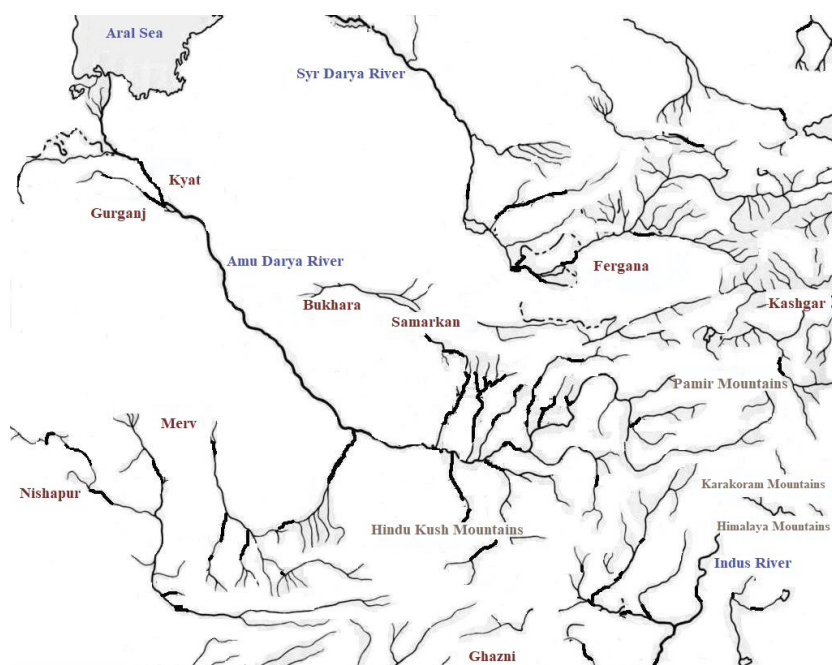 Aral Sea
Syr Darya River
Kyat
Gurganj
Amu Darya River
Fergana
Bukhara
Kashgar
Samarkan
Pamir Mountains
Merv
Nishapur
Karakoram Mountains
Hindu Kush Mountains
Himalaya Mountains
Indus River
Ghazni